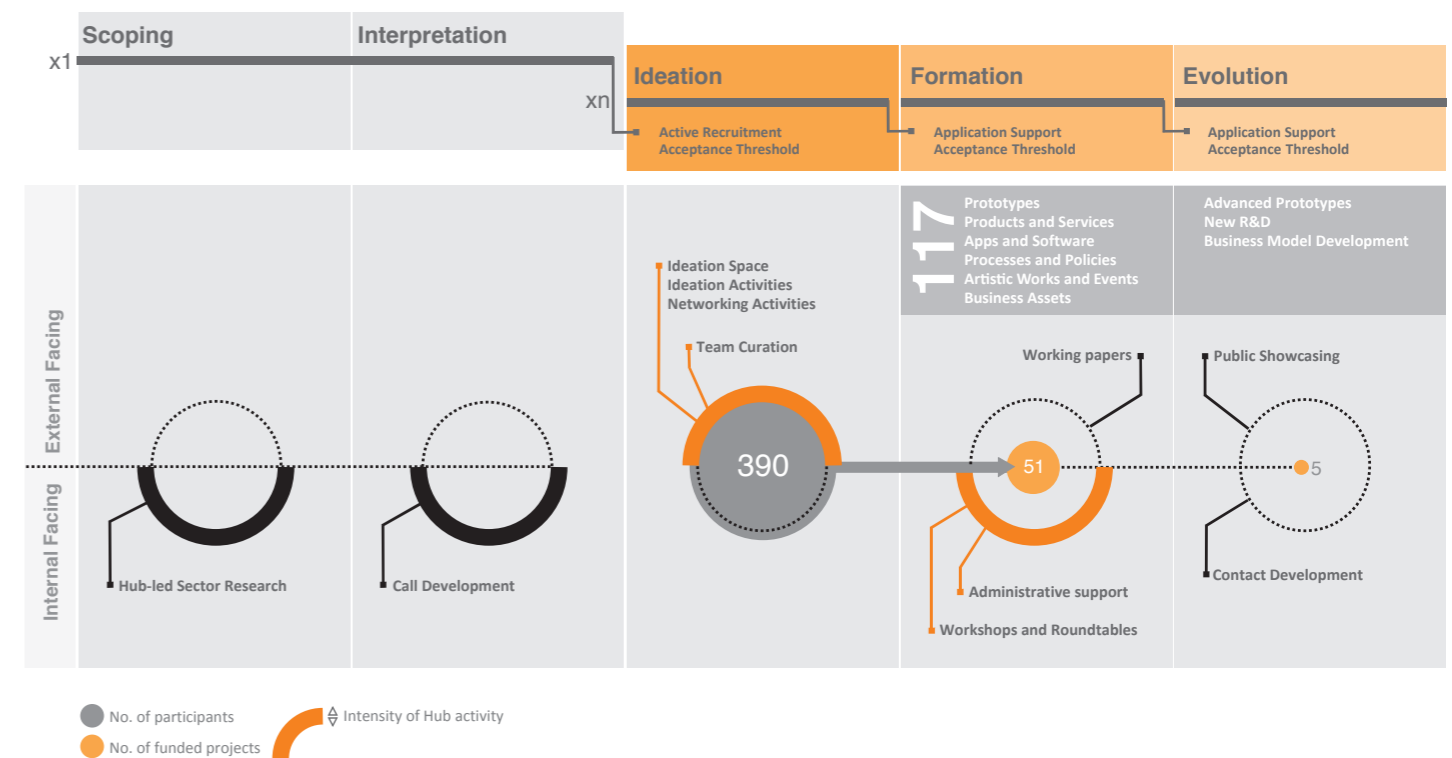 Scoping
Interpretation
x1
xn
Ideation
Formation
Evolution
Active Recruitment
Acceptance Threshold
Application Support
Acceptance Threshold
Application Support
Acceptance Threshold
External Facing
Internal Facing
117
Prototypes
Products and Services
Apps and Software
Processes and Policies
Artistic Works and Events
Business Assets
Advanced Prototypes
New R&D
Business Model Development
Ideation Space
Ideation Activities
Networking Activities
Team Curation
Working papers
Public Showcasing
390
51
5
Hub-led Sector Research
Call Development
Administrative support
Workshops and Roundtables
Contact Development
No. of participants
No. of funded projects
Intensity of Hub activity